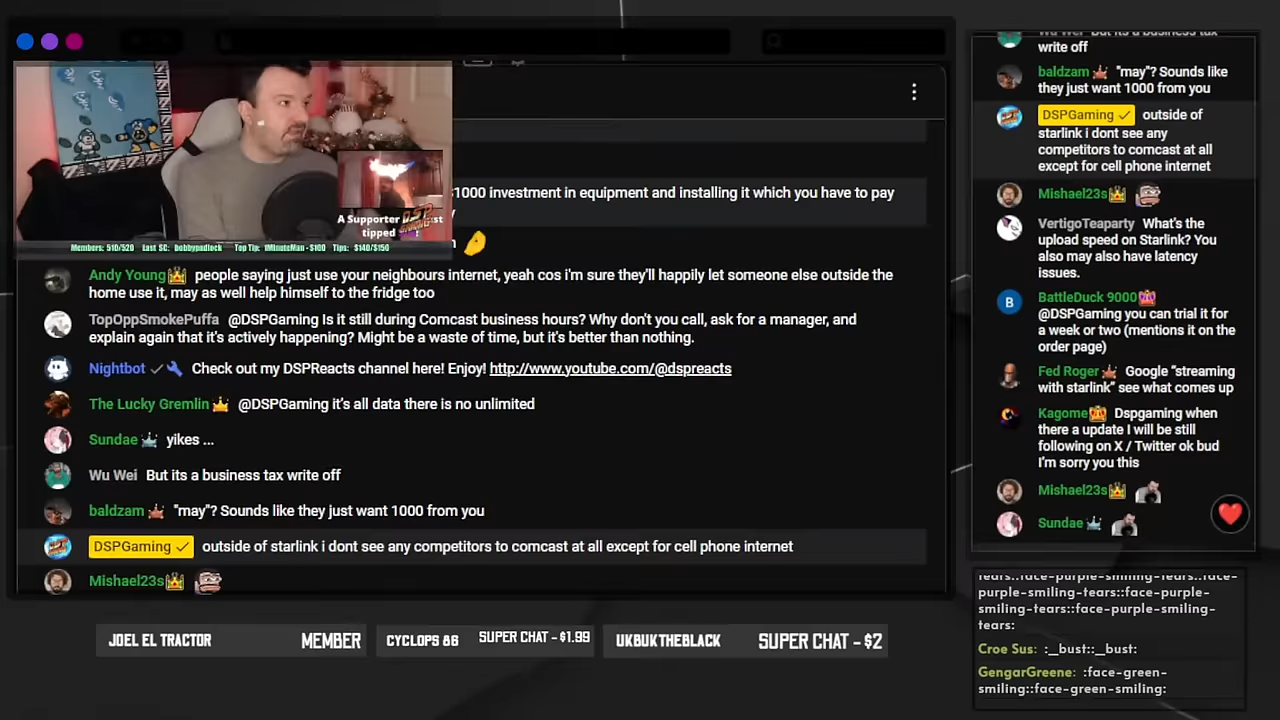 $1000 investment in equipment and installing it which you have to pay
A Supporter
tipped
Members: 510/520 Last SC: bobbypadlock Top Tip: 1MinuteMan - $100 Tips: $140/$150
Andy Young people saying just use your neighbours internet, yeah cos i'm sure they'll happily let someone else outside the
home use it, may as well help himself to the fridge too
TopOppSmokePuffa @DSPGaming Is it still during Comcast business hours? Why don't you call, ask for a manager, and
explain again that it's actively happening? Might be a waste of time, but it's better than nothing.
Nightbot Check out my DSPReacts channel here! Enjoy! http://www.youtube.com/@dspreacts
The Lucky Gremlin @DSPGaming it's all data there is no unlimited
Sundae yikes ...
Wu Wei But its a business tax write off
baldzam "may"? Sounds like they just want 1000 from you
DSPGaming outside of starlink i dont see any competitors to comcast at all except for cell phone internet
Mishael23s
JOEL EL TRACTOR MEMBER
CYCLOPS 86 SUPER CHAT - $1.99
UKBUKTHEBLACK SUPER CHAT - $2
Wu Wei But its a business tax
write off
baldzam "may"? Sounds like
they just want 1000 from you
DSPGaming outside of
starlink i dont see any
competitors to comcast at all
except for cell phone internet
Mishael23s
VertigoTeaparty What's the
upload speed on Starlink? You
also may also have latency
issues.
B BattleDuck 9000
@DSPGaming you can trial it for
a week or two (mentions it on the
order page)
Fed Roger Google "streaming
with starlink" see what comes up
Kagome Dspgaming when
there a update I will be still
following on X / Twitter ok bud
I'm sorry you this
Mishael23s
Sundae
tears::face-purple-smiling-tears::face-
purple-smiling-tears::face-purple-
smiling-tears::face-purple-smiling-
tears:
Croe Sus: :__bust::__bust:
GengarGreene: :face-green-
smiling::face-green-smiling: